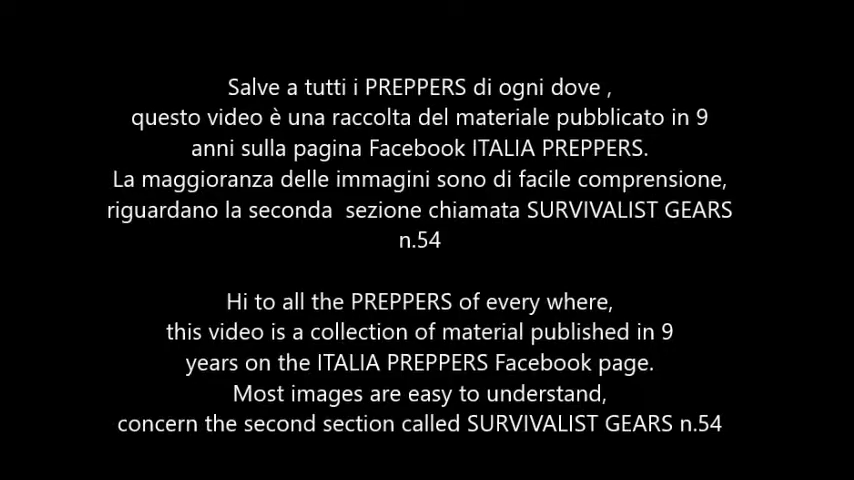 Salve a tutti i PREPPERS di ogni dove ,
questo video è una raccolta del materiale pubblicato in 9
anni sulla pagina Facebook ITALIA PREPPERS.
La maggioranza delle immagini sono di facile comprensione,
riguardano la seconda  sezione chiamata SURVIVALIST GEARS
n.54
Hi to all the PREPPERS of every where,
this video is a collection of material published in 9
years on the ITALIA PREPPERS Facebook page.
Most images are easy to understand,
concern the second section called SURVIVALIST GEARS n.54